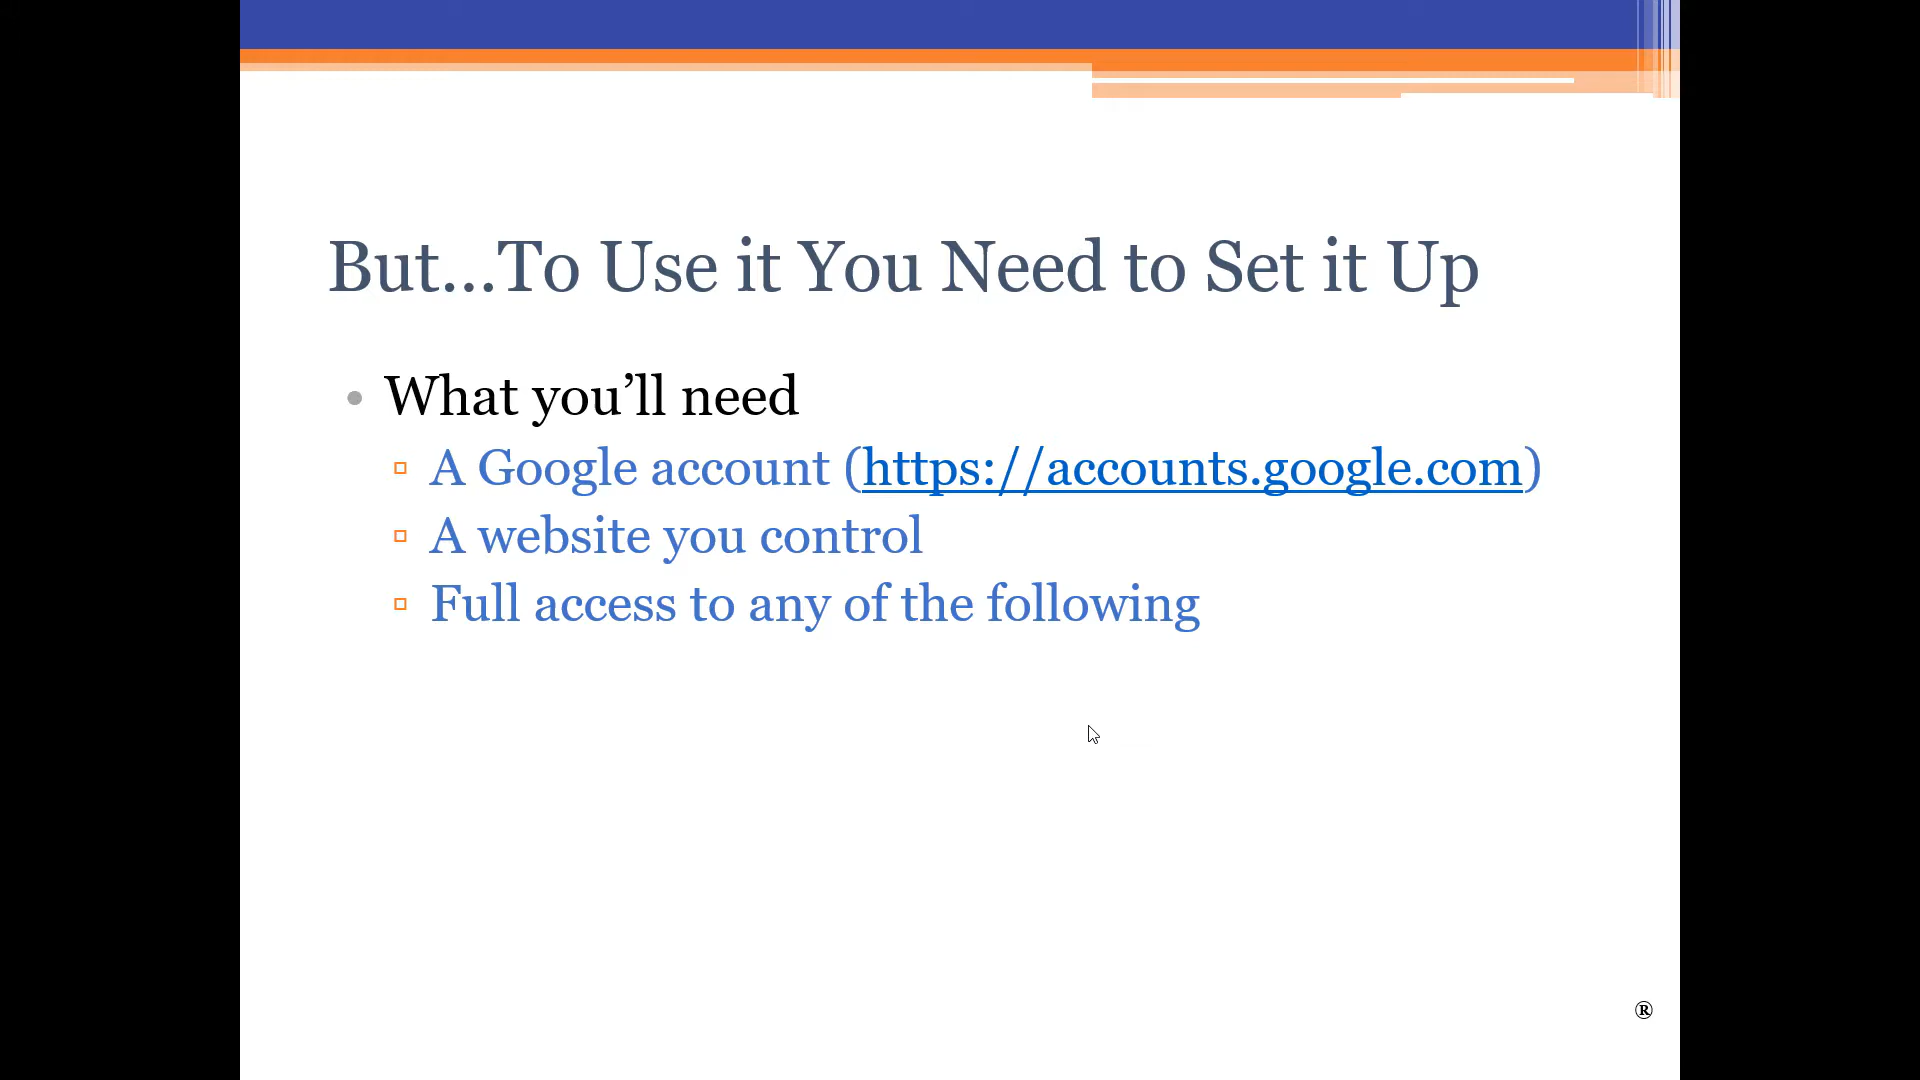 But…To Use it You Need to Set it Up
• What you’ll need
▫ A Google account (https://accounts.google.com)
▫ A website you control
▫ Full access to any of the following
®